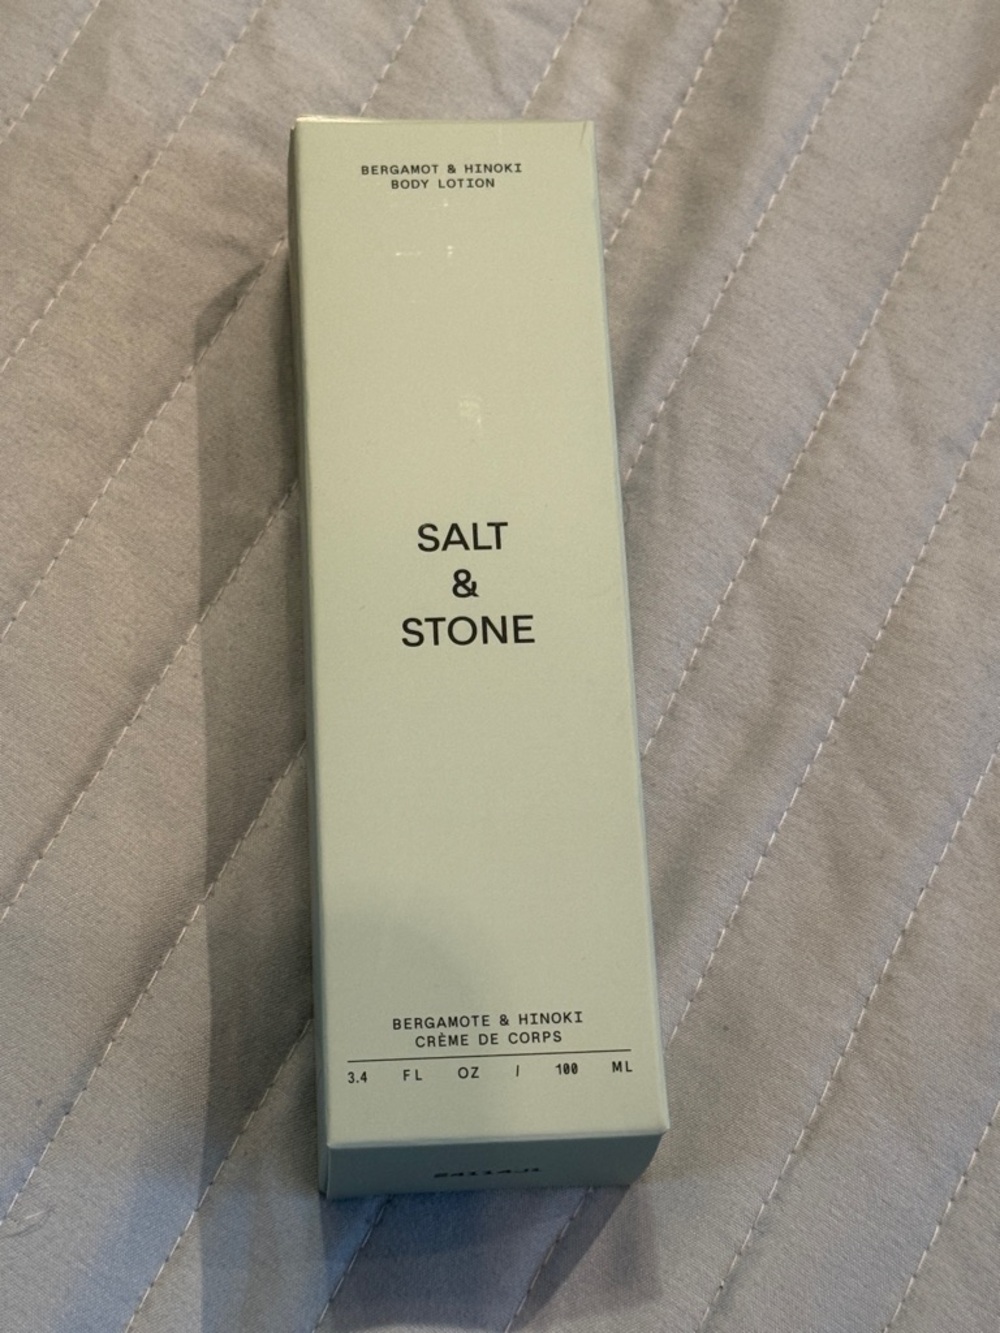 BERGAMOT & HINOKI
BODY LOTION
SALT
&
STONE
BERGAMOTE & HINOKI
CRÈME DE CORPS
3.4 FL OZ / 100 ML